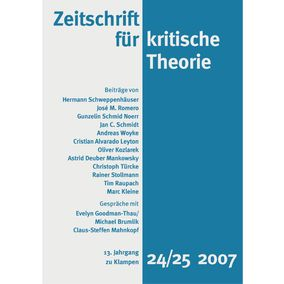 Zeitschrift
für kritische
Theorie
Beiträge von
Hermann Schweppenhäuser
José M. Romero
Gunzelin Schmid Noerr
Jan C. Schmidt
Andreas Woyke
Cristian Alvarado Leyton
Oliver Kozlarek
Astrid Deuber Mankowsky
Christoph Türcke
Rainer Stollmann
Tim Raupach
Marc Kleine
Gespräche mit
Evelyn Goodman-Thau/
Michael Brumlik
Claus-Steffen Mahnkopf
13. Jahrgang
zu Klampen
24/25 2007